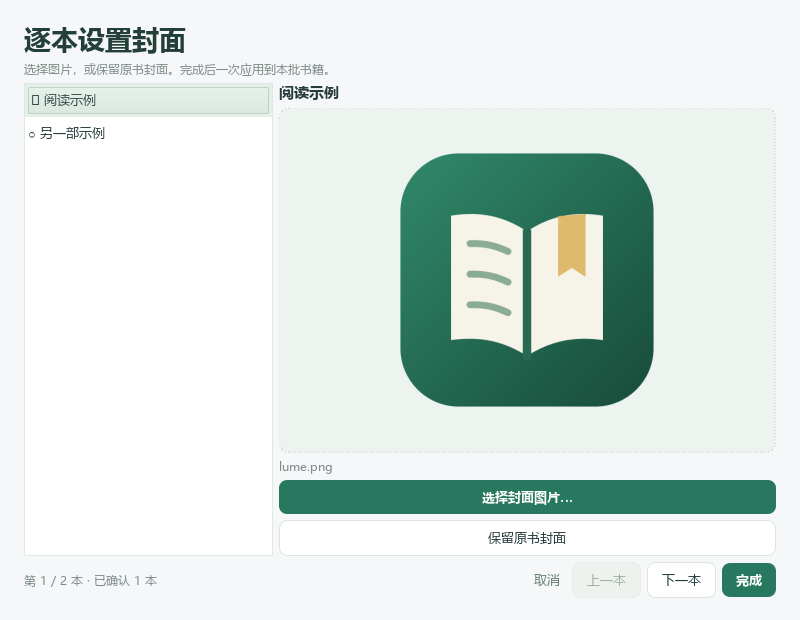 逐本设置封面
选择图片，或保留原书封面。完成后一次应用到本批书籍。
阅读示例
○ 另一部示例
阅读示例
lume.png
选择封面图片...
保留原书封面
第 1 / 2 本 · 已确认 1 本
取消
上一本
下一本
完成